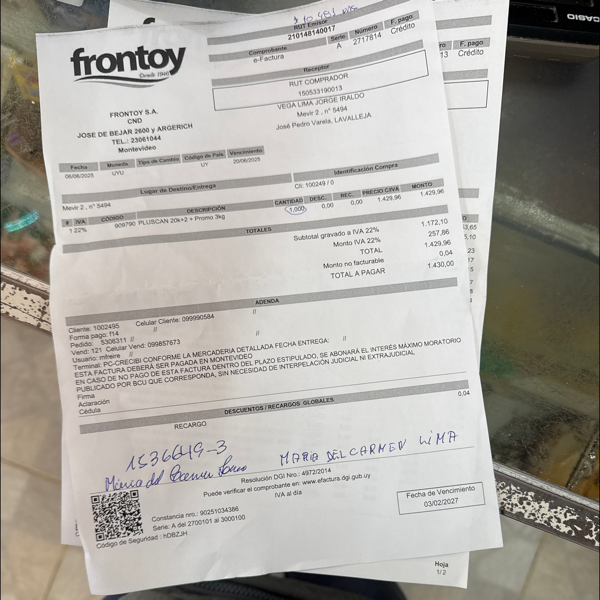 $ 10.491
frontoy
Desde 1946
RUT Emisor
210148140017
Comprobante
e-Factura
Serie
A
Número
2717814
F. pago
Crédito
Receptor
RUT COMPRADOR
150533190013
VEGA LIMA JORGE IRALDO
Mevir 2 , n° 5494
José Pedro Varela, LAVALLEJA
FRONTOY S.A.
CND
JOSE DE BEJAR 2600 y ARGERICH
TEL.: 23061044
Montevideo
Fecha Moneda Tipo de Cambio Código de País Vencimiento
06/06/2025 UYU UY 20/06/2025
Lugar de Destino/Entrega
Identificación Compra
Mevir 2 , n° 5494
C/I: 100249 / 0
# IVA CÓDIGO DESCRIPCIÓN CANTIDAD DESC. REC. PRECIO C/IVA MONTO
1.22% 909790 PLUSCAN 20k+2 + Promo 3kg 1,000 0,00 0,00 1.429,96 1.429,96
TOTALES
Subtotal gravado a IVA 22% 1.172,10
Monto IVA 22% 257,86
TOTAL 1.429,96
Monto no facturable 0,04
TOTAL A PAGAR 1.430,00
ADENDA
Cliente: 1002495 Celular Cliente: 099990584 //
Forma pago: f14 //
Pedido: 5306311 // //
Vend: 121 Celular Vend: 099857673
Usuario: mfreire //
Terminal: PC-CRECIBI CONFORME LA MERCADERIA DETALLADA FECHA ENTREGA: //
ESTA FACTURA DEBERÁ SER PAGADA EN MONTEVIDEO
EN CASO DE NO PAGO DE ESTA FACTURA DENTRO DEL PLAZO ESTIPULADO, SE ABONARÁ EL INTERÉS MÁXIMO MORATORIO
PUBLICADO POR BCU QUE CORRESPONDA, SIN NECESIDAD DE INTERPELACIÓN JUDICIAL NI EXTRAJUDICIAL
Firma
Aclaración
Cédula
DESCUENTOS / RECARGOS GLOBALES
RECARGO 0,04
1536649-3
MARIA DEL CARMEN LIMA
Resolución DGI Nro.: 4972/2014
Puede verificar el comprobante en: www.efactura.dgi.gub.uy
IVA al día
Constancia nro.: 90251034386
Serie: A del 2700101 al 3000100
Código de Seguridad : hDBZJH
Fecha de Vencimiento
03/02/2027
Hoja
1/2
F. pago
13 Crédito
CASIO